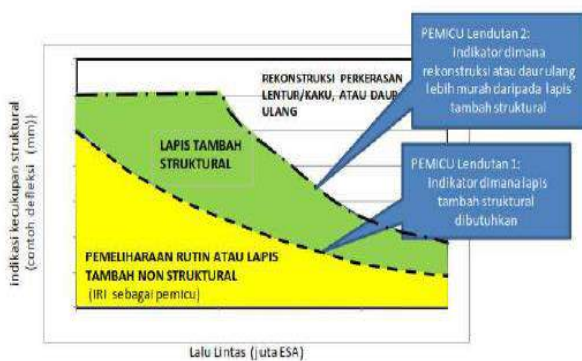 Indikasi kecukupan struktural
(contoh defleksi (mm))
REKONSTRUKSI PERKERASAN
LENTUR/KAKU, ATAU DAUR
ULANG
LAPIS TAMBAH
STRUKTURAL
PEMELIHARAAN RUTIN ATAU LAPIS
TAMBAH NON STRUKTURAL
(IRI sebagai pemicu)
PEMICU Lendutan 2:
Indikator dimana
rekonstruksi atau daur ulang
lebih murah daripada lapis
tambah struktural
PEMICU Lendutan 1:
Indikator dimana lapis
tambah struktural
dibutuhkan
Lalu Lintas (juta ESA)